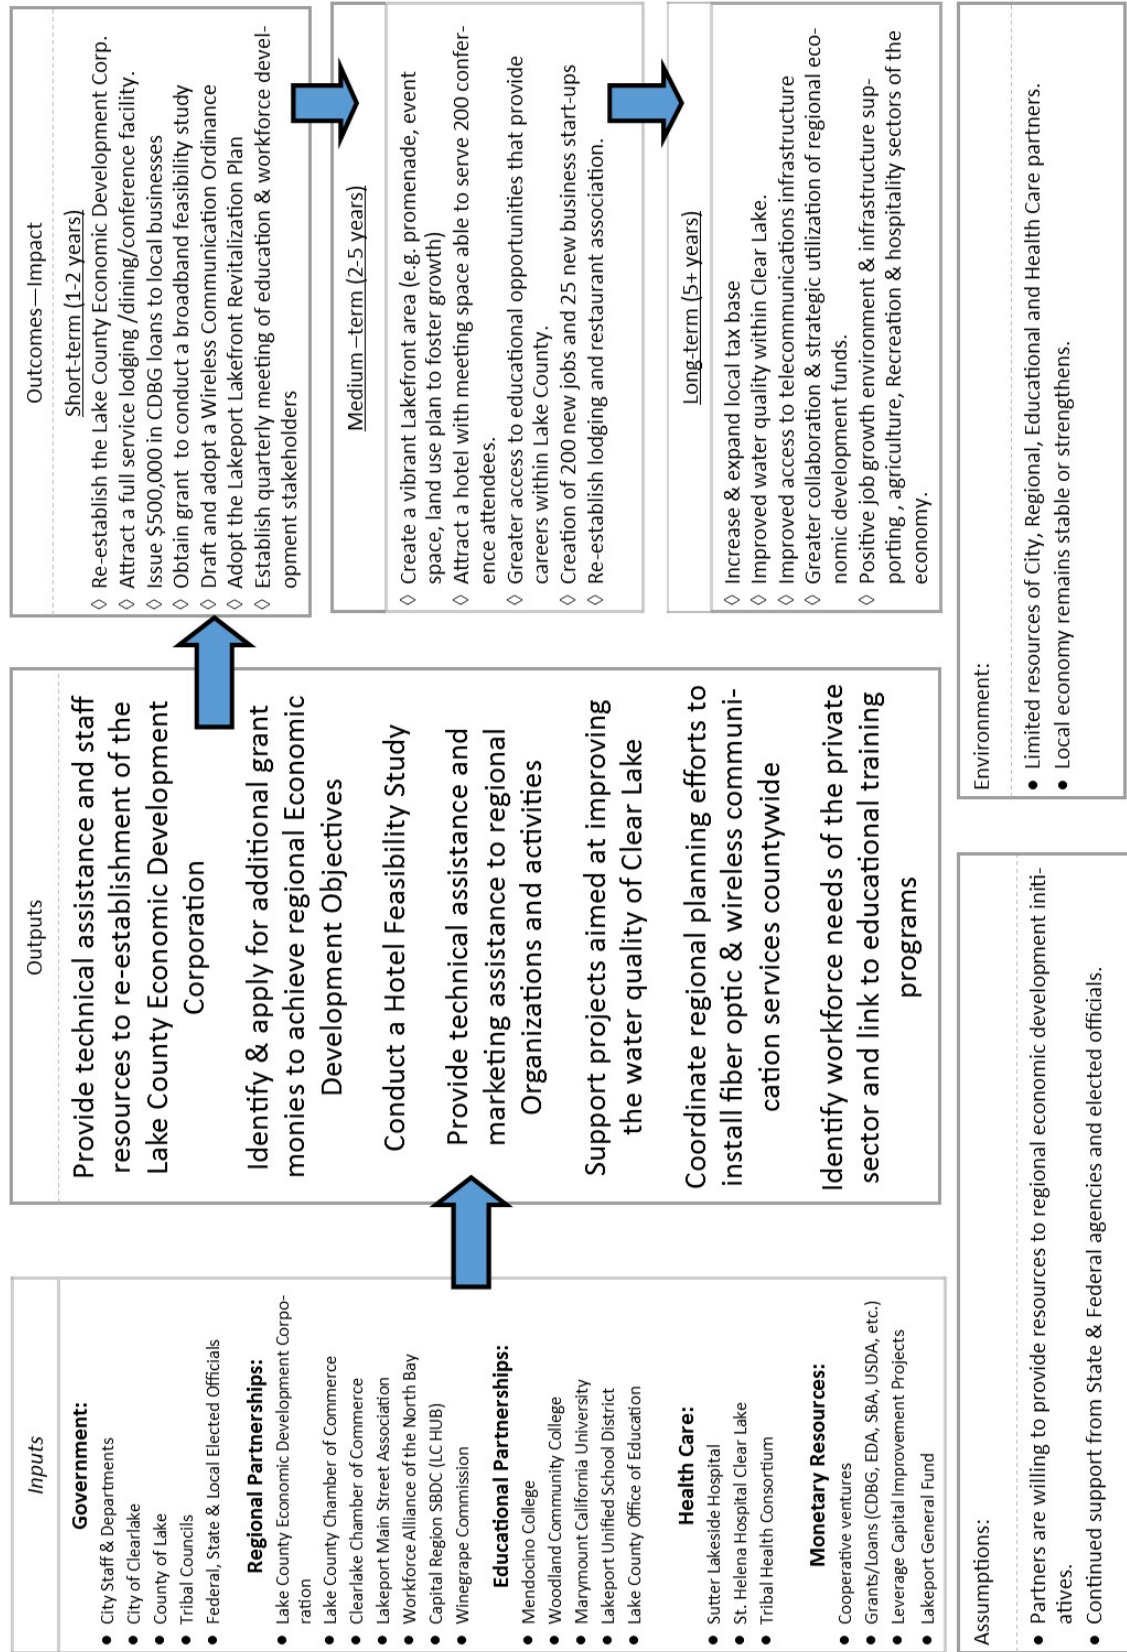 Inputs
Government:
● City Staff & Departments
● City of Clearlake
● County of Lake
● Tribal Councils
● Federal, State & Local Elected Officials
Regional Partnerships:
● Lake County Economic Development Corpo-
ration
● Lake County Chamber of Commerce
● Clearlake Chamber of Commerce
● Lakeport Main Street Association
● Workforce Alliance of the North Bay
● Capital Region SBDC (LC HUB)
● Winegrape Commission
Educational Partnerships:
● Mendocino College
● Woodland Community College
● Marymount California University
● Lakeport Unified School District
● Lake County Office of Education
Health Care:
● Sutter Lakeside Hospital
● St. Helena Hospital Clear Lake
● Tribal Health Consortium
Monetary Resources:
● Cooperative ventures
● Grants/Loans (CDBG, EDA, SBA, USDA, etc.)
● Leverage Capital Improvement Projects
● Lakeport General Fund
Outputs
Provide technical assistance and staff
resources to re-establishment of the
Lake County Economic Development
Corporation
Identify & apply for additional grant
monies to achieve regional Economic
Development Objectives
Conduct a Hotel Feasibility Study
Provide technical assistance and
marketing assistance to regional
Organizations and activities
Support projects aimed at improving
the water quality of Clear Lake
Coordinate regional planning efforts to
install fiber optic & wireless communi-
cation services countywide
Identify workforce needs of the private
sector and link to educational training
programs
Outcomes—Impact
Short-term (1-2 years)
◊ Re-establish the Lake County Economic Development Corp.
◊ Attract a full service lodging /dining/conference facility.
◊ Issue $500,000 in CDBG loans to local businesses
◊ Obtain grant to conduct a broadband feasibility study
◊ Draft and adopt a Wireless Communication Ordinance
◊ Adopt the Lakeport Lakefront Revitalization Plan
◊ Establish quarterly meeting of education & workforce devel-
opment stakeholders
Medium –term (2-5 years)
◊ Create a vibrant Lakefront area (e.g. promenade, event
space, land use plan to foster growth)
◊ Attract a hotel with meeting space able to serve 200 confer-
ence attendees.
◊ Greater access to educational opportunities that provide
careers within Lake County.
◊ Creation of 200 new jobs and 25 new business start-ups
◊ Re-establish lodging and restaurant association.
Long-term (5+ years)
◊ Increase & expand local tax base
◊ Improved water quality within Clear Lake.
◊ Improved access to telecommunications infrastructure
◊ Greater collaboration & strategic utilization of regional eco-
nomic development funds.
◊ Positive job growth environment & infrastructure sup-
porting , agriculture, Recreation & hospitality sectors of the
economy.
Assumptions:
● Partners are willing to provide resources to regional economic development initi-
atives.
● Continued support from State & Federal agencies and elected officials.
Environment:
● Limited resources of City, Regional, Educational and Health Care partners.
● Local economy remains stable or strengthens.